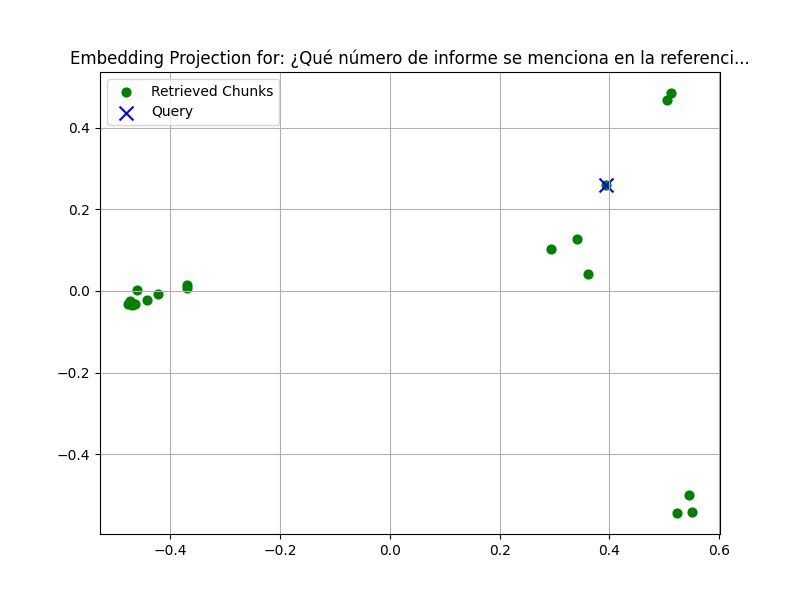 Embedding Projection for: ¿Qué número de informe se menciona en la referenci...
Retrieved Chunks
Query
0.4
0.2
0.0
−0.2
−0.4
−0.4 −0.2 0.0 0.2 0.4 0.6